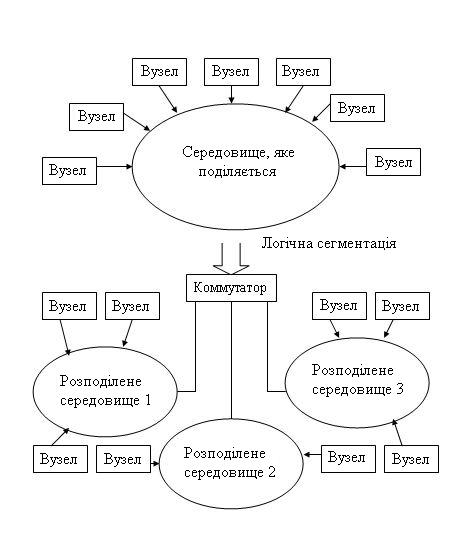 Вузел
Вузел
Вузел
Вузел
Вузел
Вузел
Вузел
Середовище, яке
поділяється
Логічна сегментація
Коммутатор
Вузел
Вузел
Вузел
Вузел
Розподілене
середовище 1
Розподілене
середовище 3
Вузел
Вузел
Розподілене
середовище 2
Вузел
Вузел